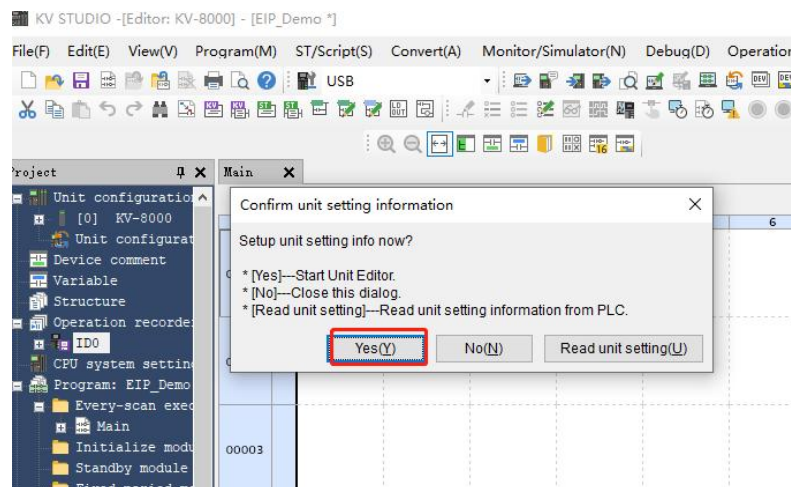 KV STUDIO -[Editor: KV-8000] - [EIP_Demo *]
File(F) Edit(E) View(V) Program(M) ST/Script(S) Convert(A) Monitor/Simulator(N) Debug(D) Operation
USB
Project
Main
Unit configuration
[0] KV-8000
Unit configurat
Device comment
Variable
Structure
Operation recorde
ID0
CPU system setting
Program: EIP_Demo
Every-scan exec
Main
Initialize modu
Standby module
Confirm unit setting information
Setup unit setting info now?
* [Yes]---Start Unit Editor.
* [No]---Close this dialog.
* [Read unit setting]---Read unit setting information from PLC.
Yes(Y) No(N) Read unit setting(U)
6
00003